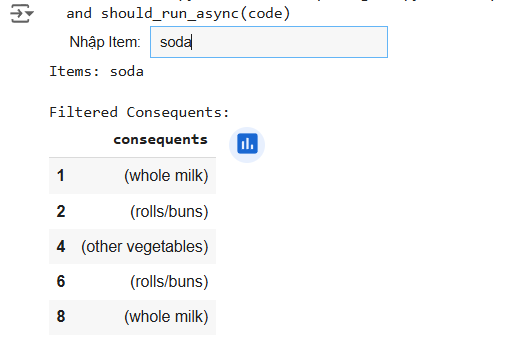 and should_run_async(code)
Nhập Item: soda
Items: soda
Filtered Consequents:
consequents
1 (whole milk)
2 (rolls/buns)
4 (other vegetables)
6 (rolls/buns)
8 (whole milk)